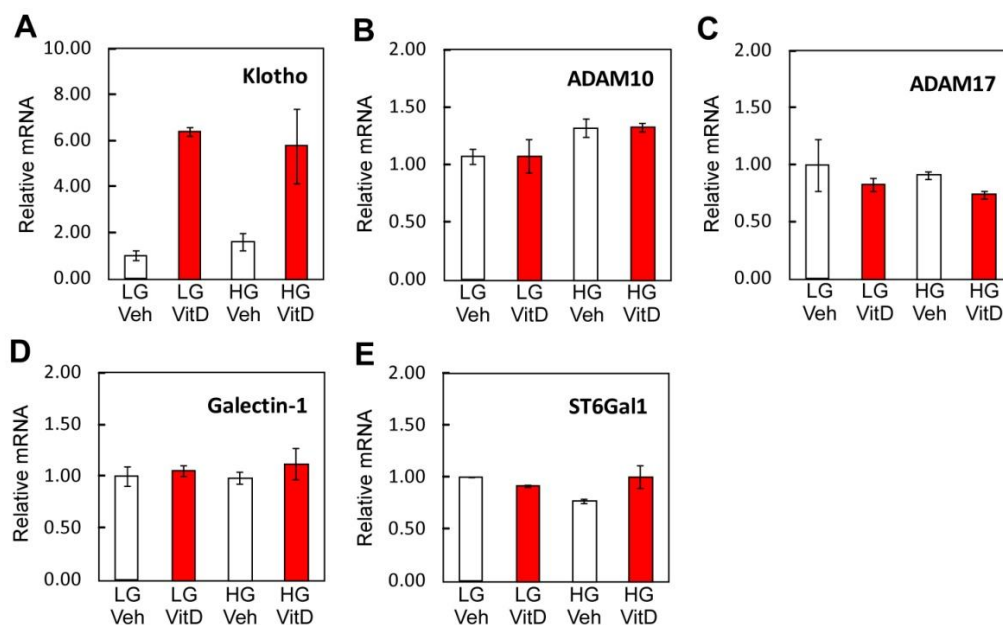 A
Relative mRNA
10.00
8.00
6.00
4.00
2.00
0.00
Klotho
LG LG HG HG
Veh VitD Veh VitD
B
Relative mRNA
2.00
1.50
1.00
0.50
0.00
ADAM10
LG LG HG HG
Veh VitD Veh VitD
C
Relative mRNA
2.00
1.50
1.00
0.50
0.00
ADAM17
LG LG HG HG
Veh VitD Veh VitD
D
Relative mRNA
2.00
1.50
1.00
0.50
0.00
Galectin-1
LG LG HG HG
Veh VitD Veh VitD
E
Relative mRNA
2.00
1.50
1.00
0.50
0.00
ST6Gal1
LG LG HG HG
Veh VitD Veh VitD